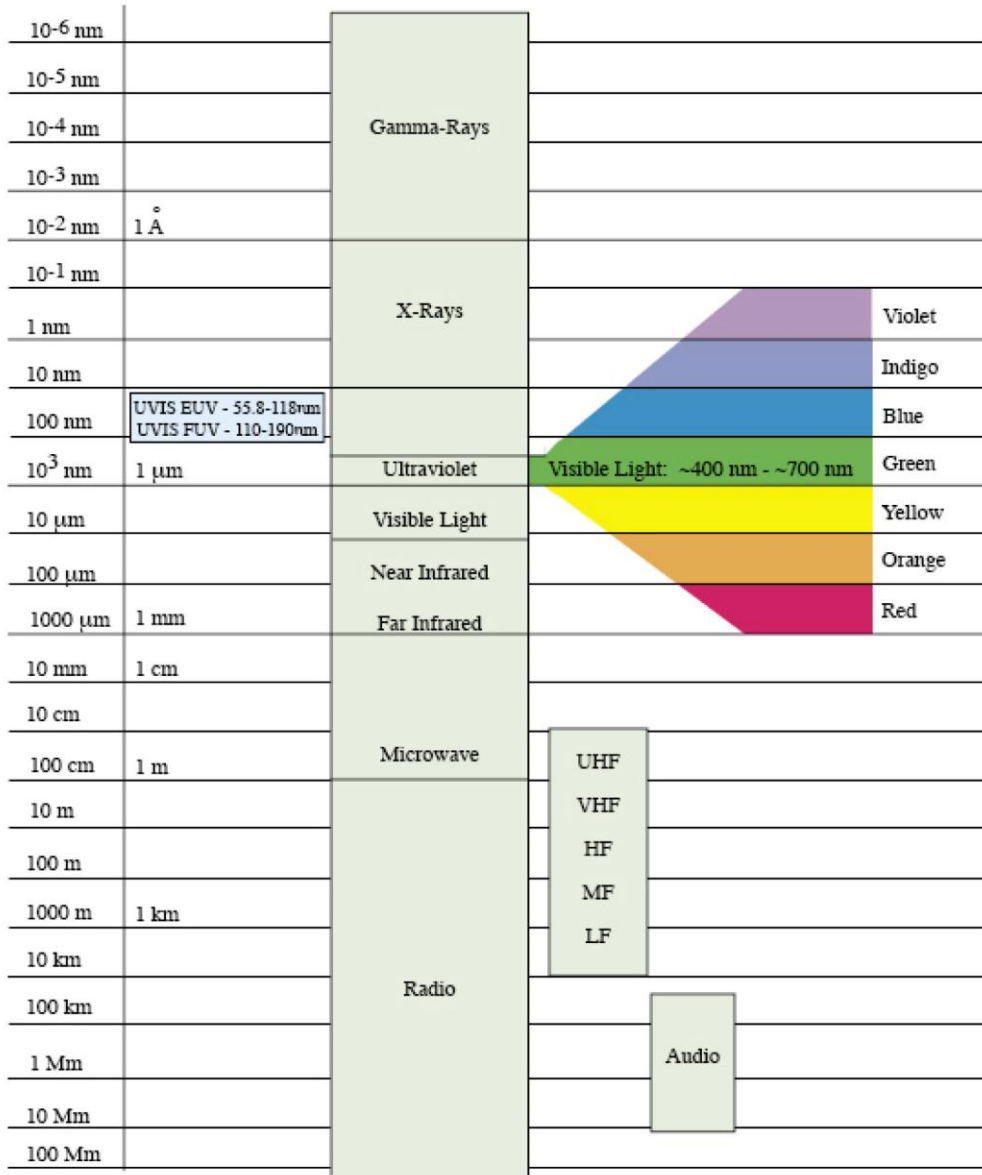 10-6 nm
10-5 nm
10-4 nm
Gamma-Rays
10-3 nm
10-2 nm 1 Å
10-1 nm
X-Rays
1 nm Violet
10 nm Indigo
UVIS EUV - 55.8-118nm
100 nm Blue
UVIS FUV - 110-190nm
103 nm 1 μm Ultraviolet Visible Light: ~400 nm - ~700 nm Green
10 μm Visible Light Yellow
100 μm Near Infrared Orange
1000 μm 1 mm Far Infrared Red
10 mm 1 cm
10 cm
100 cm 1 m Microwave UHF
10 m VHF
100 m HF
1000 m 1 km MF
LF
10 km
Radio
100 km
1 Mm Audio
10 Mm
100 Mm